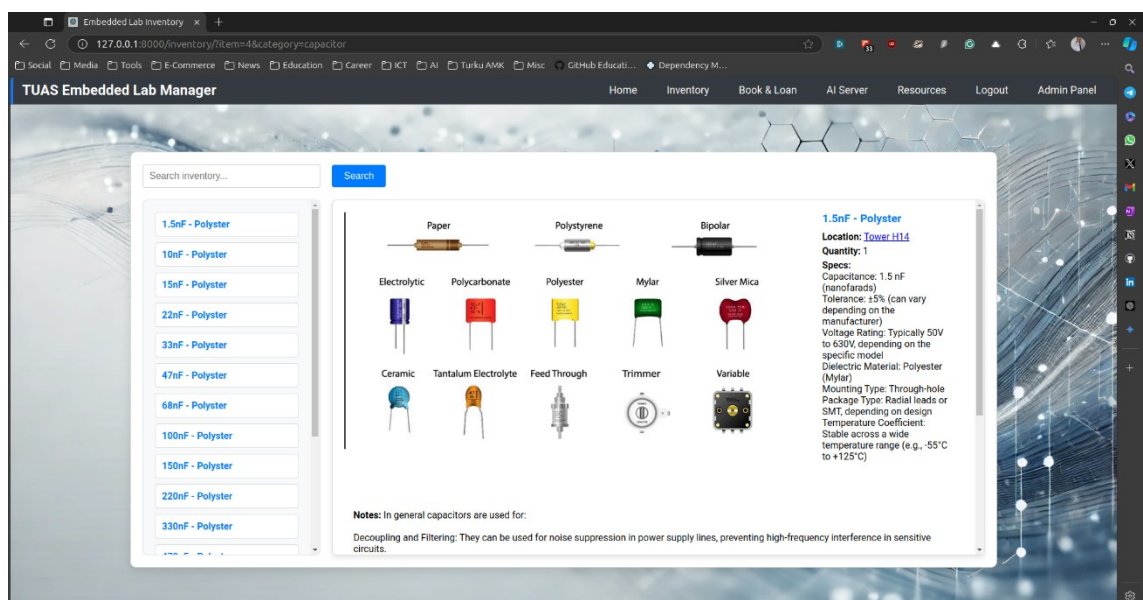 Embedded Lab Inventory
127.0.0.1:8000/inventory/?item=4&category=capacitor
33
Social Media Tools E-Commerce News Education Career ICT AI Turku AMK Misc GitHub Educati... Dependency M...
TUAS Embedded Lab Manager
Home Inventory Book & Loan AI Server Resources Logout Admin Panel
Search inventory...
Search
1.5nF - Polyster
10nF - Polyster
15nF - Polyster
22nF - Polyster
33nF - Polyster
47nF - Polyster
68nF - Polyster
100nF - Polyster
150nF - Polyster
220nF - Polyster
330nF - Polyster
Paper Polystyrene Bipolar
Electrolytic Polycarbonate Polyester Mylar Silver Mica
Ceramic Tantalum Electrolyte Feed Through Trimmer Variable
1.5nF - Polyster
Location: Tower H14
Quantity: 1
Specs:
Capacitance: 1.5 nF
(nanofarads)
Tolerance: ±5% (can vary
depending on the
manufacturer)
Voltage Rating: Typically 50V
to 630V, depending on the
specific model
Dielectric Material: Polyester
(Mylar)
Mounting Type: Through-hole
Package Type: Radial leads or
SMT, depending on design
Temperature Coefficient:
Stable across a wide
temperature range (e.g., -55°C
to +125°C)
Notes: In general capacitors are used for:
Decoupling and Filtering: They can be used for noise suppression in power supply lines, preventing high-frequency interference in sensitive
circuits.